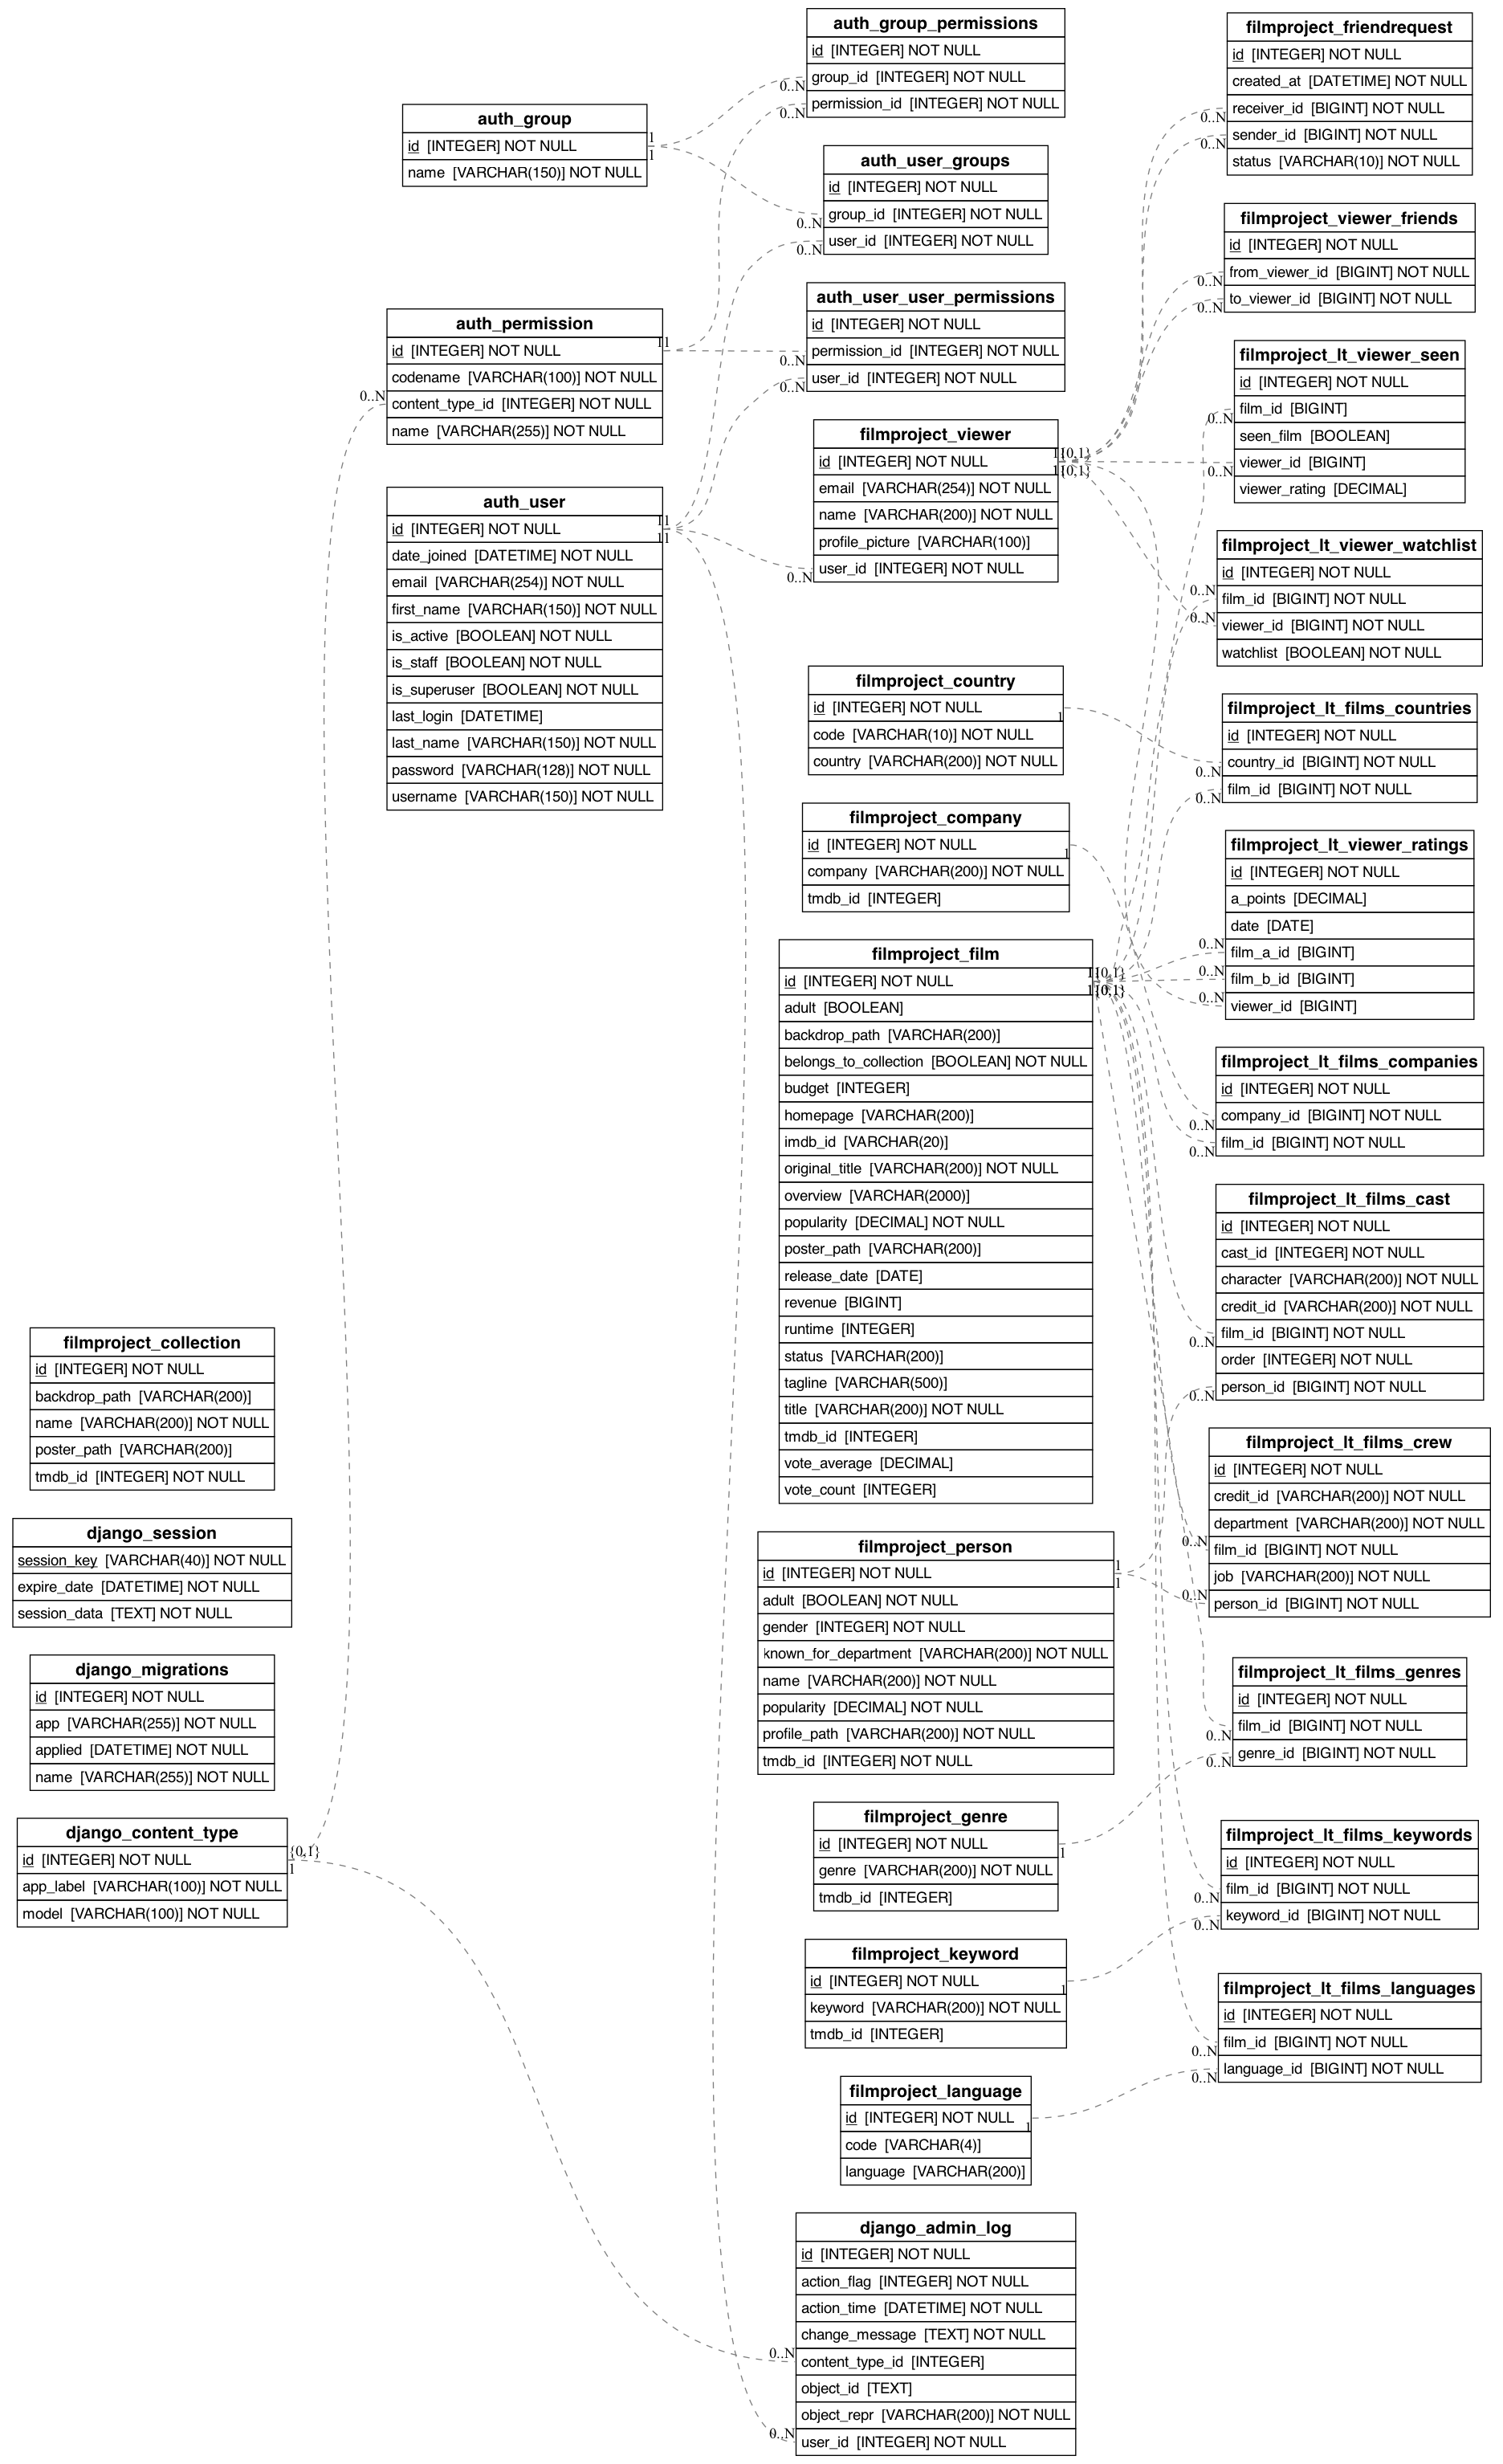 auth_group
id [INTEGER] NOT NULL
name [VARCHAR(150)] NOT NULL
1
1
auth_permission
id [INTEGER] NOT NULL
codename [VARCHAR(100)] NOT NULL
content_type_id [INTEGER] NOT NULL
name [VARCHAR(255)] NOT NULL
0..N
11
auth_user
id [INTEGER] NOT NULL
date_joined [DATETIME] NOT NULL
email [VARCHAR(254)] NOT NULL
first_name [VARCHAR(150)] NOT NULL
is_active [BOOLEAN] NOT NULL
is_staff [BOOLEAN] NOT NULL
is_superuser [BOOLEAN] NOT NULL
last_login [DATETIME]
last_name [VARCHAR(150)] NOT NULL
password [VARCHAR(128)] NOT NULL
username [VARCHAR(150)] NOT NULL
11
11
filmproject_collection
id [INTEGER] NOT NULL
backdrop_path [VARCHAR(200)]
name [VARCHAR(200)] NOT NULL
poster_path [VARCHAR(200)]
tmdb_id [INTEGER] NOT NULL
django_session
session_key [VARCHAR(40)] NOT NULL
expire_date [DATETIME] NOT NULL
session_data [TEXT] NOT NULL
django_migrations
id [INTEGER] NOT NULL
app [VARCHAR(255)] NOT NULL
applied [DATETIME] NOT NULL
name [VARCHAR(255)] NOT NULL
django_content_type
id [INTEGER] NOT NULL
app_label [VARCHAR(100)] NOT NULL
model [VARCHAR(100)] NOT NULL
{0,1}
1
auth_group_permissions
id [INTEGER] NOT NULL
group_id [INTEGER] NOT NULL
permission_id [INTEGER] NOT NULL
0..N
0..N
auth_user_groups
id [INTEGER] NOT NULL
group_id [INTEGER] NOT NULL
user_id [INTEGER] NOT NULL
0..N
0..N
auth_user_user_permissions
id [INTEGER] NOT NULL
permission_id [INTEGER] NOT NULL
user_id [INTEGER] NOT NULL
0..N
0..N
filmproject_viewer
id [INTEGER] NOT NULL
email [VARCHAR(254)] NOT NULL
name [VARCHAR(200)] NOT NULL
profile_picture [VARCHAR(100)]
user_id [INTEGER] NOT NULL
0..N
1{0,1}
1{0,1}
filmproject_country
id [INTEGER] NOT NULL
code [VARCHAR(10)] NOT NULL
country [VARCHAR(200)] NOT NULL
1
filmproject_company
id [INTEGER] NOT NULL
company [VARCHAR(200)] NOT NULL
tmdb_id [INTEGER]
1
filmproject_film
id [INTEGER] NOT NULL
adult [BOOLEAN]
backdrop_path [VARCHAR(200)]
belongs_to_collection [BOOLEAN] NOT NULL
budget [INTEGER]
homepage [VARCHAR(200)]
imdb_id [VARCHAR(20)]
original_title [VARCHAR(200)] NOT NULL
overview [VARCHAR(2000)]
popularity [DECIMAL] NOT NULL
poster_path [VARCHAR(200)]
release_date [DATE]
revenue [BIGINT]
runtime [INTEGER]
status [VARCHAR(200)]
tagline [VARCHAR(500)]
title [VARCHAR(200)] NOT NULL
tmdb_id [INTEGER]
vote_average [DECIMAL]
vote_count [INTEGER]
1{0,1}
1{0,1}
filmproject_person
id [INTEGER] NOT NULL
adult [BOOLEAN] NOT NULL
gender [INTEGER] NOT NULL
known_for_department [VARCHAR(200)] NOT NULL
name [VARCHAR(200)] NOT NULL
popularity [DECIMAL] NOT NULL
profile_path [VARCHAR(200)] NOT NULL
tmdb_id [INTEGER] NOT NULL
1
1
filmproject_genre
id [INTEGER] NOT NULL
genre [VARCHAR(200)] NOT NULL
tmdb_id [INTEGER]
1
filmproject_keyword
id [INTEGER] NOT NULL
keyword [VARCHAR(200)] NOT NULL
tmdb_id [INTEGER]
1
filmproject_language
id [INTEGER] NOT NULL
code [VARCHAR(4)]
language [VARCHAR(200)]
1
django_admin_log
id [INTEGER] NOT NULL
action_flag [INTEGER] NOT NULL
action_time [DATETIME] NOT NULL
change_message [TEXT] NOT NULL
content_type_id [INTEGER]
object_id [TEXT]
object_repr [VARCHAR(200)] NOT NULL
user_id [INTEGER] NOT NULL
0..N
0..N
filmproject_friendrequest
id [INTEGER] NOT NULL
created_at [DATETIME] NOT NULL
receiver_id [BIGINT] NOT NULL
sender_id [BIGINT] NOT NULL
status [VARCHAR(10)] NOT NULL
0..N
0..N
filmproject_viewer_friends
id [INTEGER] NOT NULL
from_viewer_id [BIGINT] NOT NULL
to_viewer_id [BIGINT] NOT NULL
0..N
0..N
filmproject_lt_viewer_seen
id [INTEGER] NOT NULL
film_id [BIGINT]
seen_film [BOOLEAN]
viewer_id [BIGINT]
viewer_rating [DECIMAL]
0..N
0..N
filmproject_lt_viewer_watchlist
id [INTEGER] NOT NULL
film_id [BIGINT] NOT NULL
viewer_id [BIGINT] NOT NULL
watchlist [BOOLEAN] NOT NULL
0..N
0..N
filmproject_lt_films_countries
id [INTEGER] NOT NULL
country_id [BIGINT] NOT NULL
film_id [BIGINT] NOT NULL
0..N
0..N
filmproject_lt_viewer_ratings
id [INTEGER] NOT NULL
a_points [DECIMAL]
date [DATE]
film_a_id [BIGINT]
film_b_id [BIGINT]
viewer_id [BIGINT]
0..N
0..N
0..N
filmproject_lt_films_companies
id [INTEGER] NOT NULL
company_id [BIGINT] NOT NULL
film_id [BIGINT] NOT NULL
0..N
0..N
filmproject_lt_films_cast
id [INTEGER] NOT NULL
cast_id [INTEGER] NOT NULL
character [VARCHAR(200)] NOT NULL
credit_id [VARCHAR(200)] NOT NULL
film_id [BIGINT] NOT NULL
order [INTEGER] NOT NULL
person_id [BIGINT] NOT NULL
0..N
0..N
filmproject_lt_films_crew
id [INTEGER] NOT NULL
credit_id [VARCHAR(200)] NOT NULL
department [VARCHAR(200)] NOT NULL
film_id [BIGINT] NOT NULL
job [VARCHAR(200)] NOT NULL
person_id [BIGINT] NOT NULL
0..N
0..N
filmproject_lt_films_genres
id [INTEGER] NOT NULL
film_id [BIGINT] NOT NULL
genre_id [BIGINT] NOT NULL
0..N
0..N
filmproject_lt_films_keywords
id [INTEGER] NOT NULL
film_id [BIGINT] NOT NULL
keyword_id [BIGINT] NOT NULL
0..N
0..N
filmproject_lt_films_languages
id [INTEGER] NOT NULL
film_id [BIGINT] NOT NULL
language_id [BIGINT] NOT NULL
0..N
0..N